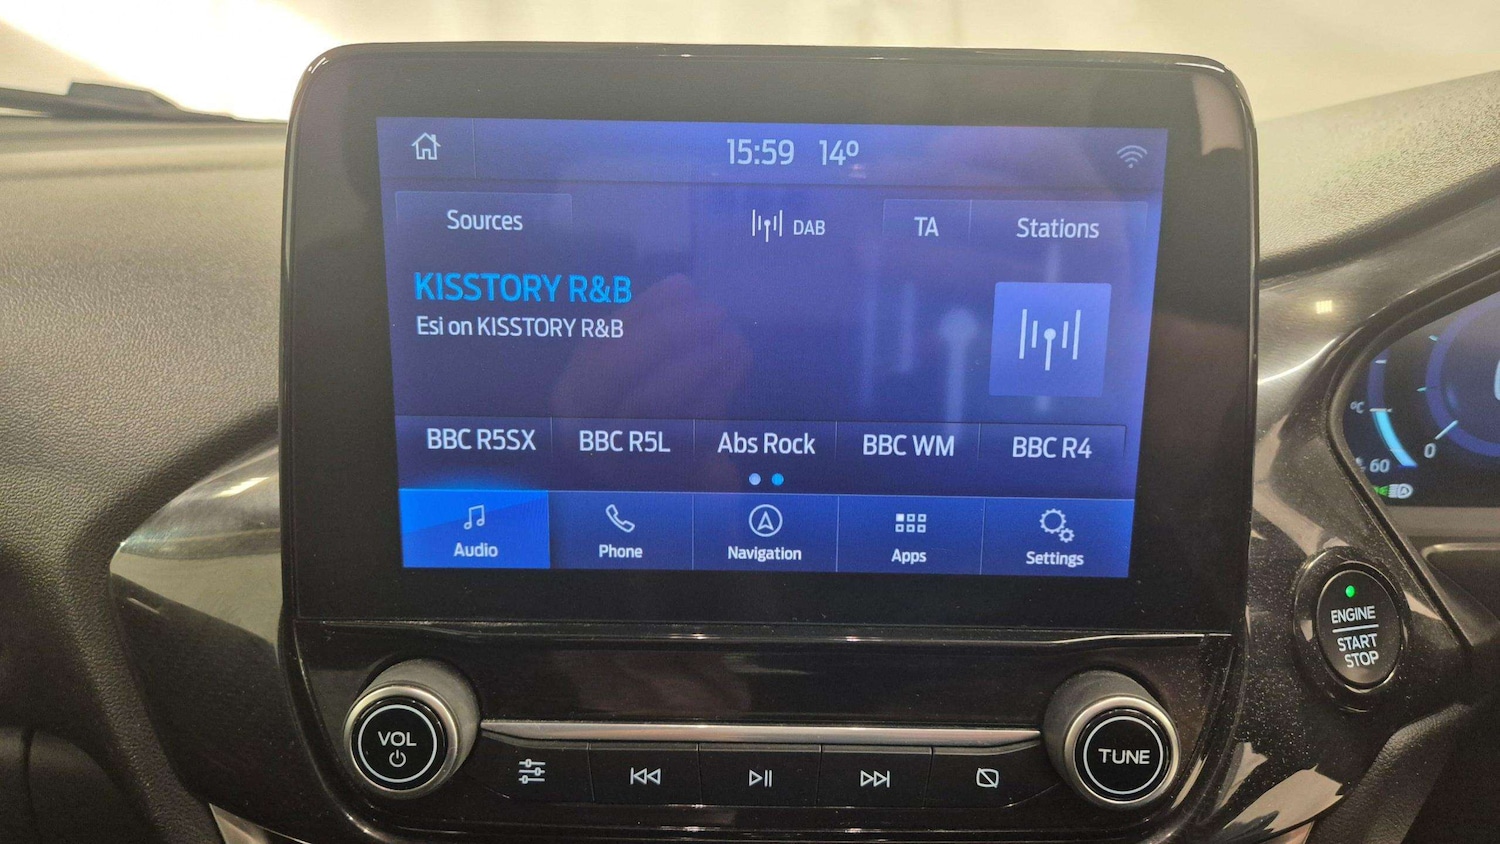 15:59 14º
Sources
DAB
TA
Stations
KISSTORY R&B
Esi on KISSTORY R&B
BBC R5SX
BBC R5L
Abs Rock
BBC WM
BBC R4
Audio
Phone
Navigation
Apps
Settings
°C
60
0
ENGINE
START
STOP
VOL
TUNE